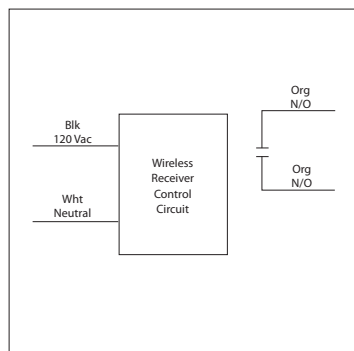 Blk
120 Vac
Wht
Neutral
Wireless
Receiver
Control
Circuit
Org
N/O
Org
N/O